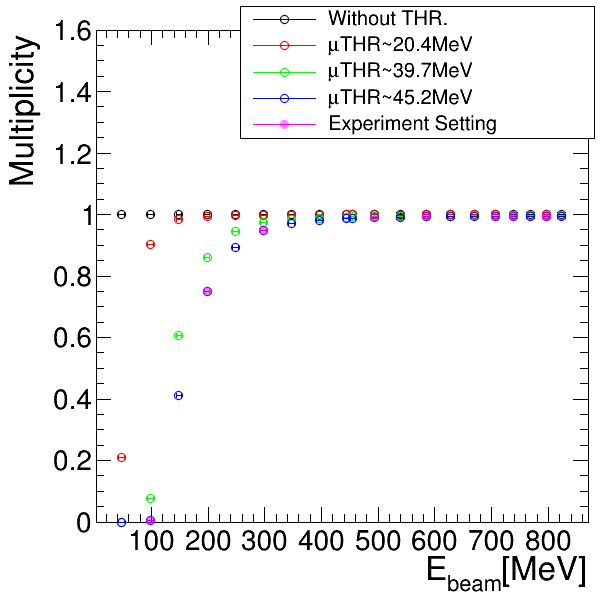 Without THR.
μTHR~20.4MeV
μTHR~39.7MeV
μTHR~45.2MeV
Experiment Setting
Multiplicity
1.6
1.4
1.2
1
0.8
0.6
0.4
0.2
0
100 200 300 400 500 600 700 800
E_beam[MeV]